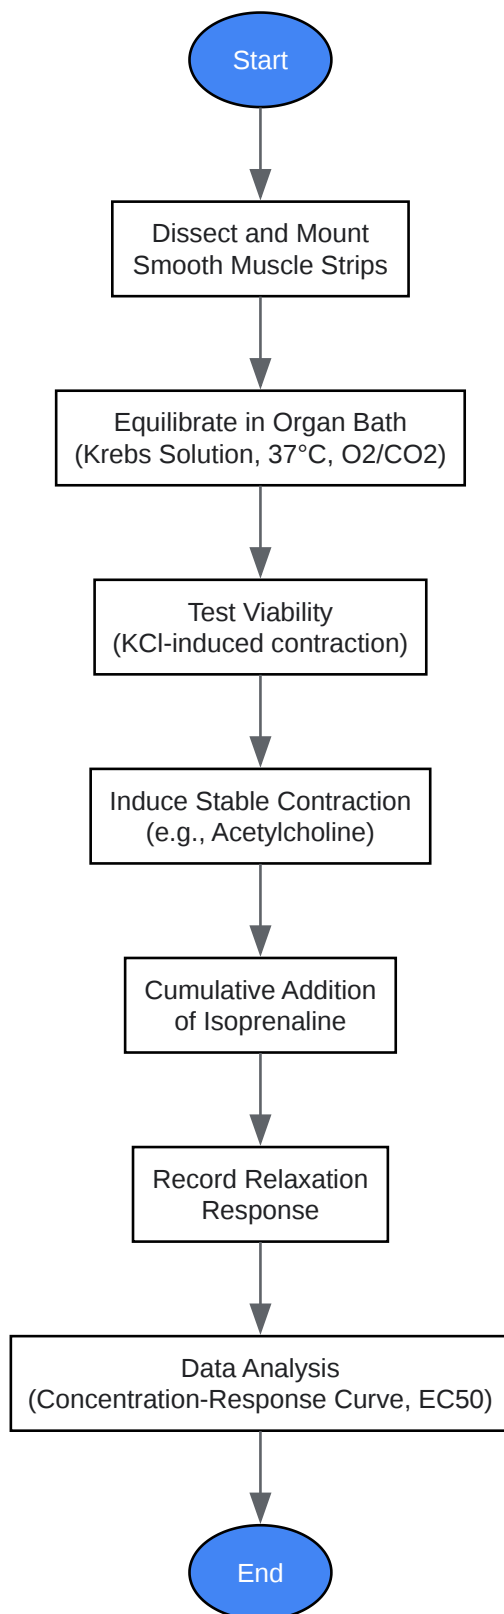 Start
Dissect and Mount
Smooth Muscle Strips
Equilibrate in Organ Bath
(Krebs Solution, 37°C, O2/CO2)
Test Viability
(KCl-induced contraction)
Induce Stable Contraction
(e.g., Acetylcholine)
Cumulative Addition
of Isoprenaline
Record Relaxation
Response
Data Analysis
(Concentration-Response Curve, EC50)
End